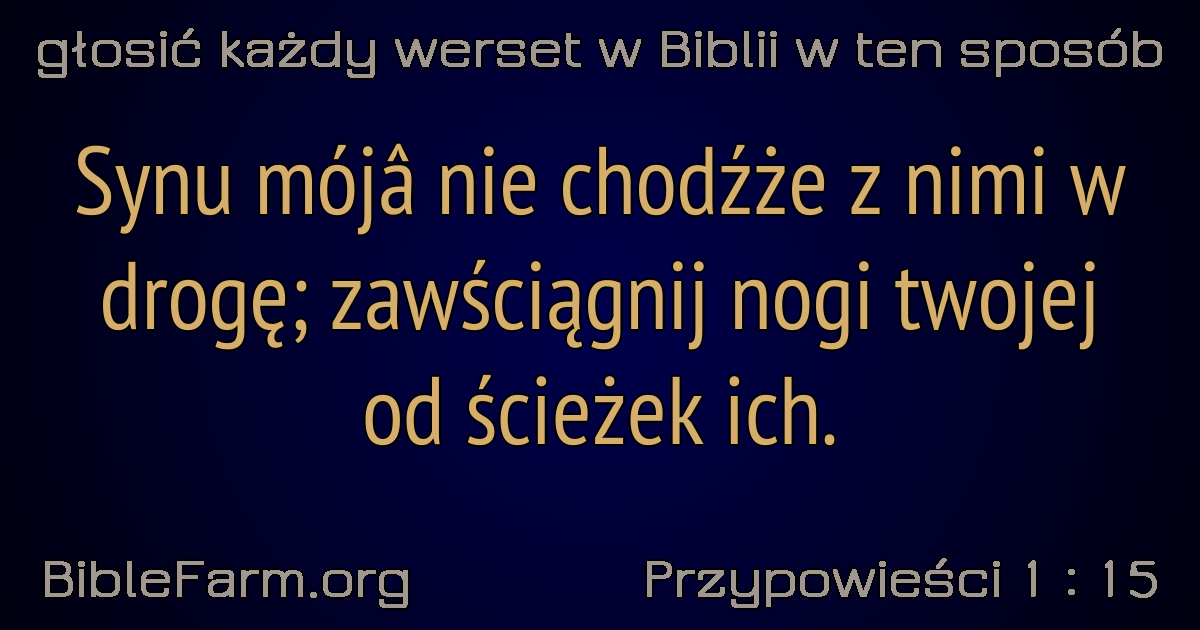 głosić każdy werset w Biblii w ten sposób
Synu mójâ nie chodźże z nimi w
drogę; zawściągnij nogi twojej
od ścieżek ich.
BibleFarm.org
Przypowieści 1 : 15